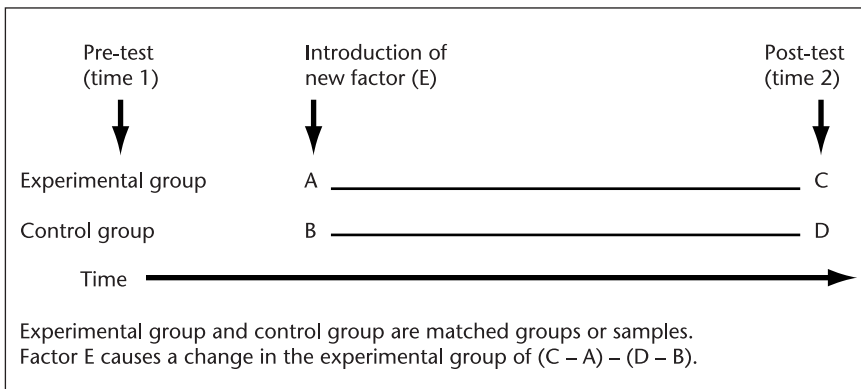 Pre-test
(time 1)
Introduction of
new factor (E)
Post-test
(time 2)
Experimental group A C
Control group B D
Time
Experimental group and control group are matched groups or samples.
Factor E causes a change in the experimental group of (C – A) – (D – B).